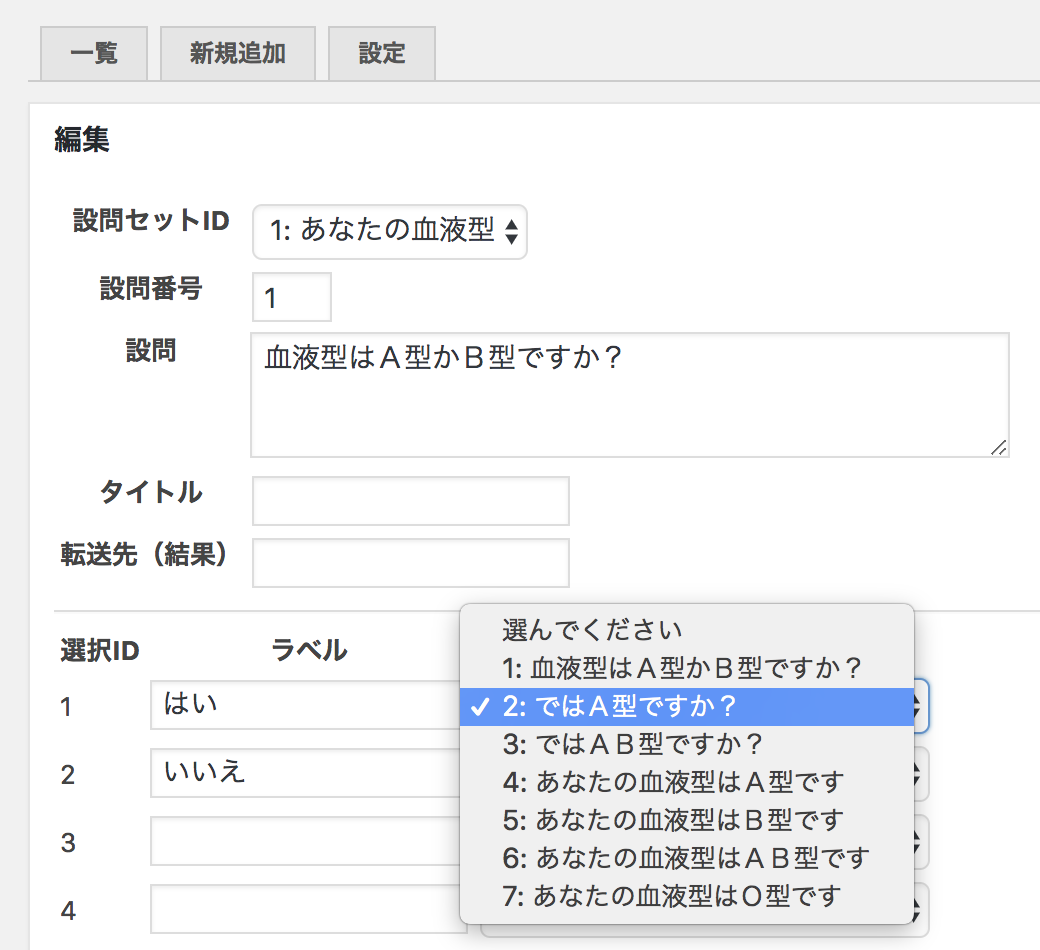 一覧 新規追加 設定
編集
設問セットID 1: あなたの血液型
設問番号 1
設問 血液型はＡ型かＢ型ですか？
タイトル
転送先（結果）
選択ID ラベル
1 はい
2 いいえ
3
4
選んでください
1: 血液型はＡ型かＢ型ですか？
✓ 2: ではＡ型ですか？
3: ではＡＢ型ですか？
4: あなたの血液型はＡ型です
5: あなたの血液型はＢ型です
6: あなたの血液型はＡＢ型です
7: あなたの血液型はＯ型です